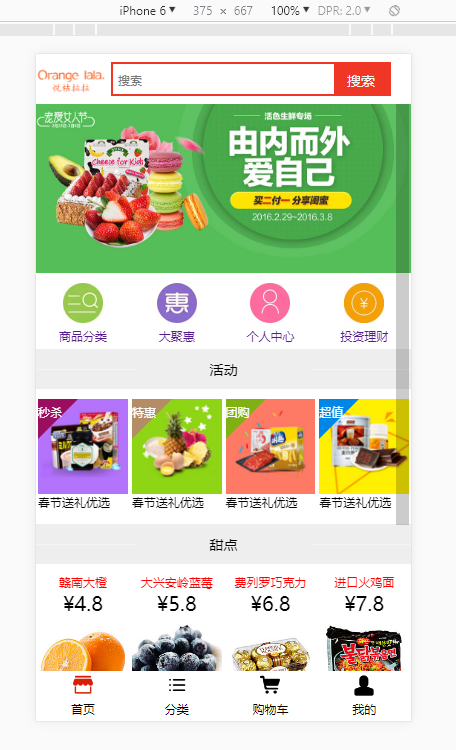 iPhone 6 ▼ 375 × 667 100% ▼ DPR: 2.0 ▼
Orange lala.
悦橘拉拉
搜索 搜索
宠爱女人节
活色生鲜专场
由内而外
爱自己
买二付一 分享闺蜜
2016.2.29~2016.3.8
Cheese for Kids
惠
¥
商品分类 大聚惠 个人中心 投资理财
活动
秒杀 特惠 团购 超值
春节送礼优选 春节送礼优选 春节送礼优选 春节送礼优选
甜点
赣南大橙 大兴安岭蓝莓 费列罗巧克力 进口火鸡面
¥4.8 ¥5.8 ¥6.8 ¥7.8
불닭볶음면
首页 分类 购物车 我的